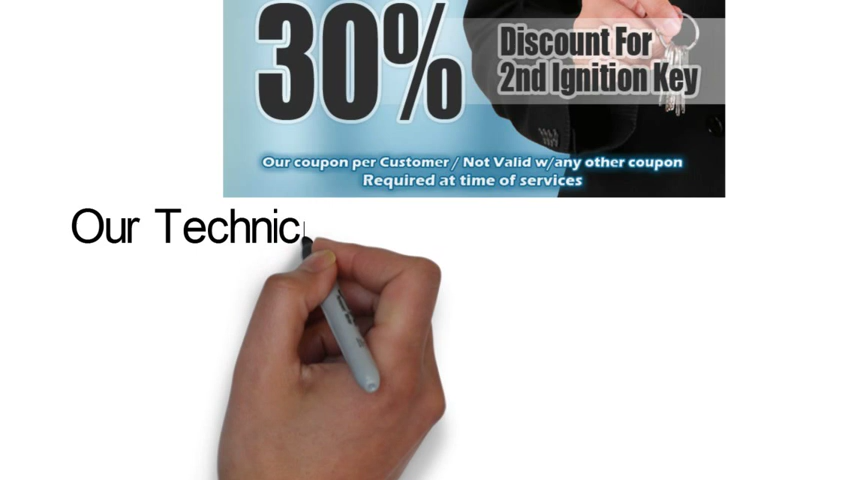 30%
Discount For
2nd Ignition Key
Our coupon per Customer / Not Valid w/any other coupon
Required at time of services
Our Technic